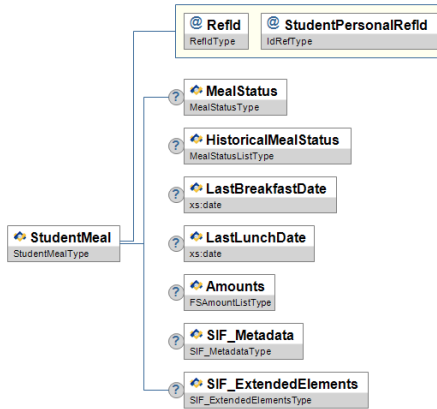 @ RefId @ StudentPersonalRefId
RefIdType IdRefType
? MealStatus
MealStatusType
? HistoricalMealStatus
MealStatusListType
? LastBreakfastDate
xs:date
StudentMeal
StudentMealType
? LastLunchDate
xs:date
? Amounts
FSAmountListType
? SIF_Metadata
SIF_MetadataType
? SIF_ExtendedElements
SIF_ExtendedElementsType